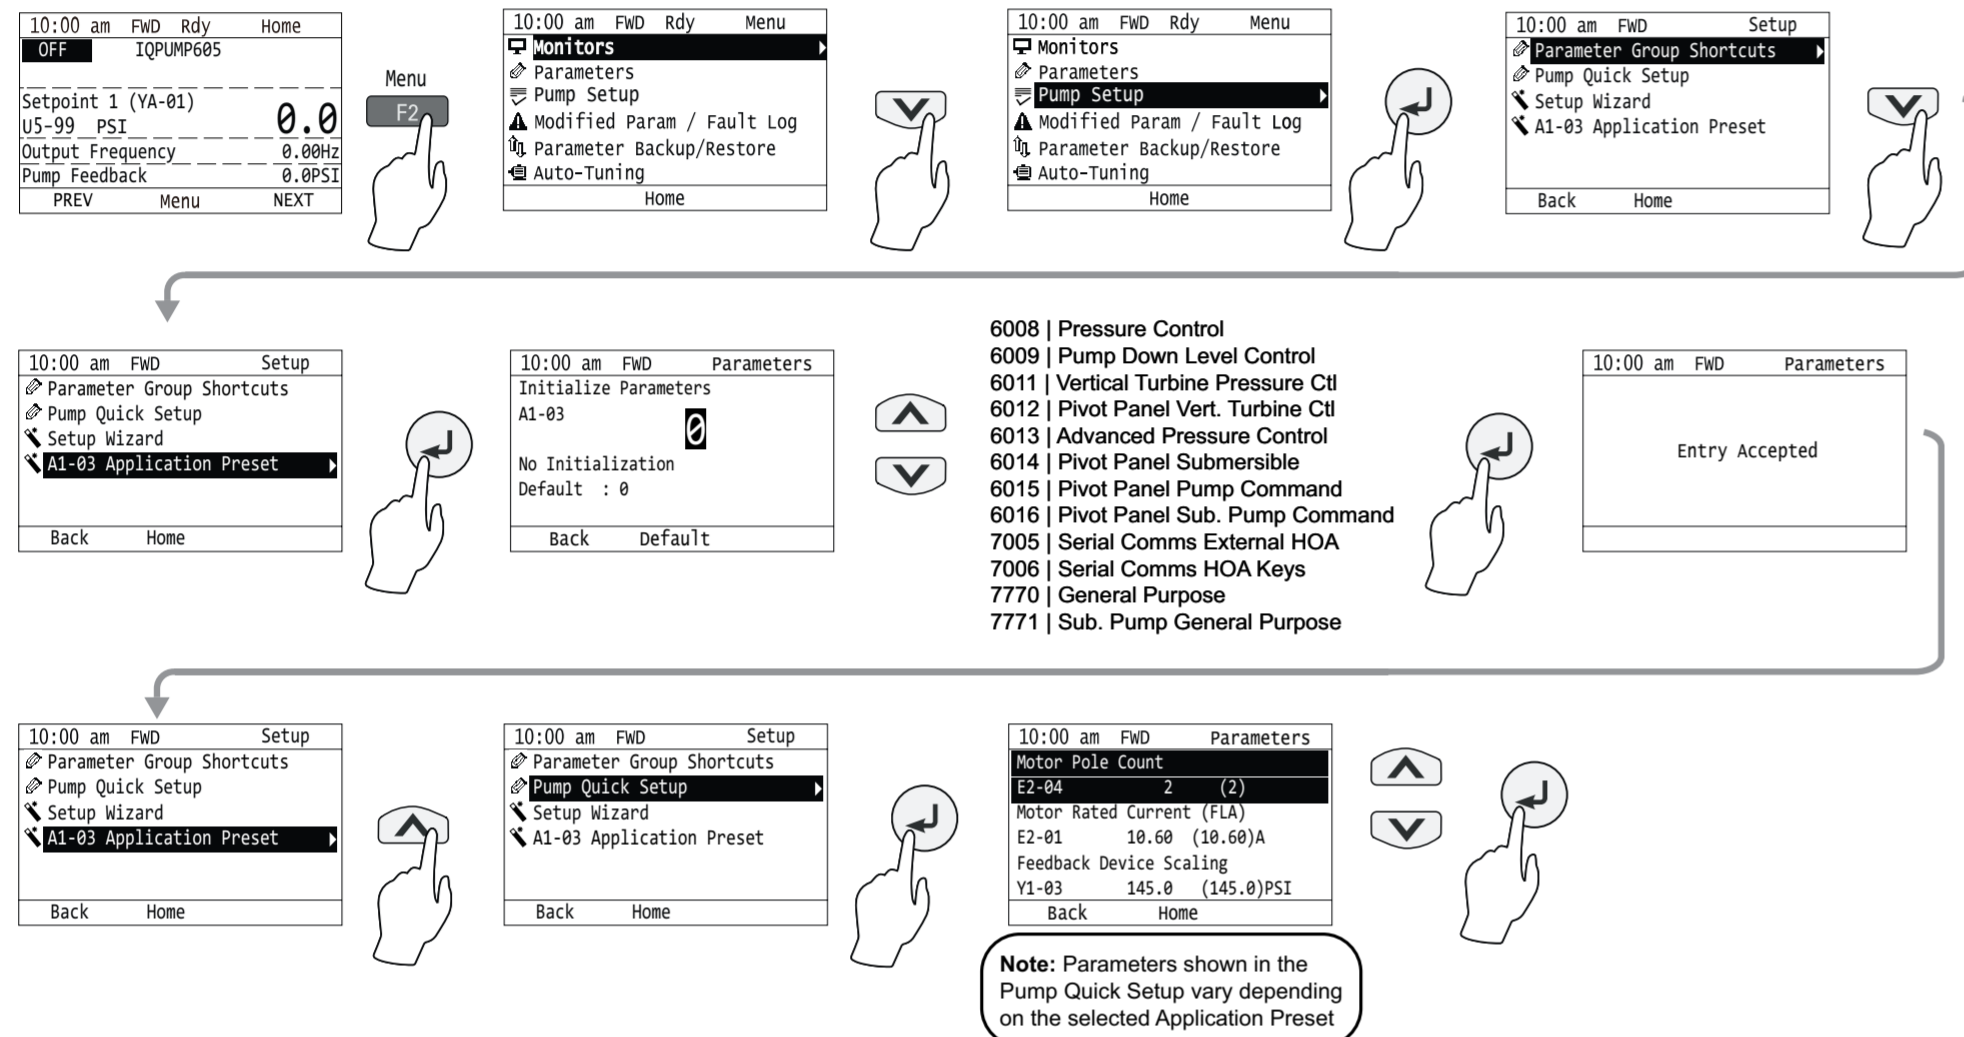 10:00 am FWD Rdy Home
OFF IQPUMP605
Setpoint 1 (YA-01)
U5-99 PSI 0.0
Output Frequency 0.00Hz
Pump Feedback 0.0PSI
PREV Menu NEXT
Menu
F2
10:00 am FWD Rdy Menu
Monitors
Parameters
Pump Setup
Modified Param / Fault Log
Parameter Backup/Restore
Auto-Tuning
Home
10:00 am FWD Rdy Menu
Monitors
Parameters
Pump Setup
Modified Param / Fault Log
Parameter Backup/Restore
Auto-Tuning
Home
10:00 am FWD Setup
Parameter Group Shortcuts
Pump Quick Setup
Setup Wizard
A1-03 Application Preset
Back Home
10:00 am FWD Setup
Parameter Group Shortcuts
Pump Quick Setup
Setup Wizard
A1-03 Application Preset
Back Home
10:00 am FWD Parameters
Initialize Parameters
A1-03
0
No Initialization
Default : 0
Back Default
6008 | Pressure Control
6009 | Pump Down Level Control
6011 | Vertical Turbine Pressure Ctl
6012 | Pivot Panel Vert. Turbine Ctl
6013 | Advanced Pressure Control
6014 | Pivot Panel Submersible
6015 | Pivot Panel Pump Command
6016 | Pivot Panel Sub. Pump Command
7005 | Serial Comms External HOA
7006 | Serial Comms HOA Keys
7770 | General Purpose
7771 | Sub. Pump General Purpose
10:00 am FWD Parameters
Entry Accepted
10:00 am FWD Setup
Parameter Group Shortcuts
Pump Quick Setup
Setup Wizard
A1-03 Application Preset
Back Home
10:00 am FWD Setup
Parameter Group Shortcuts
Pump Quick Setup
Setup Wizard
A1-03 Application Preset
Back Home
10:00 am FWD Parameters
Motor Pole Count
E2-04 2 (2)
Motor Rated Current (FLA)
E2-01 10.60 (10.60)A
Feedback Device Scaling
Y1-03 145.0 (145.0)PSI
Back Home
Note: Parameters shown in the
Pump Quick Setup vary depending
on the selected Application Preset